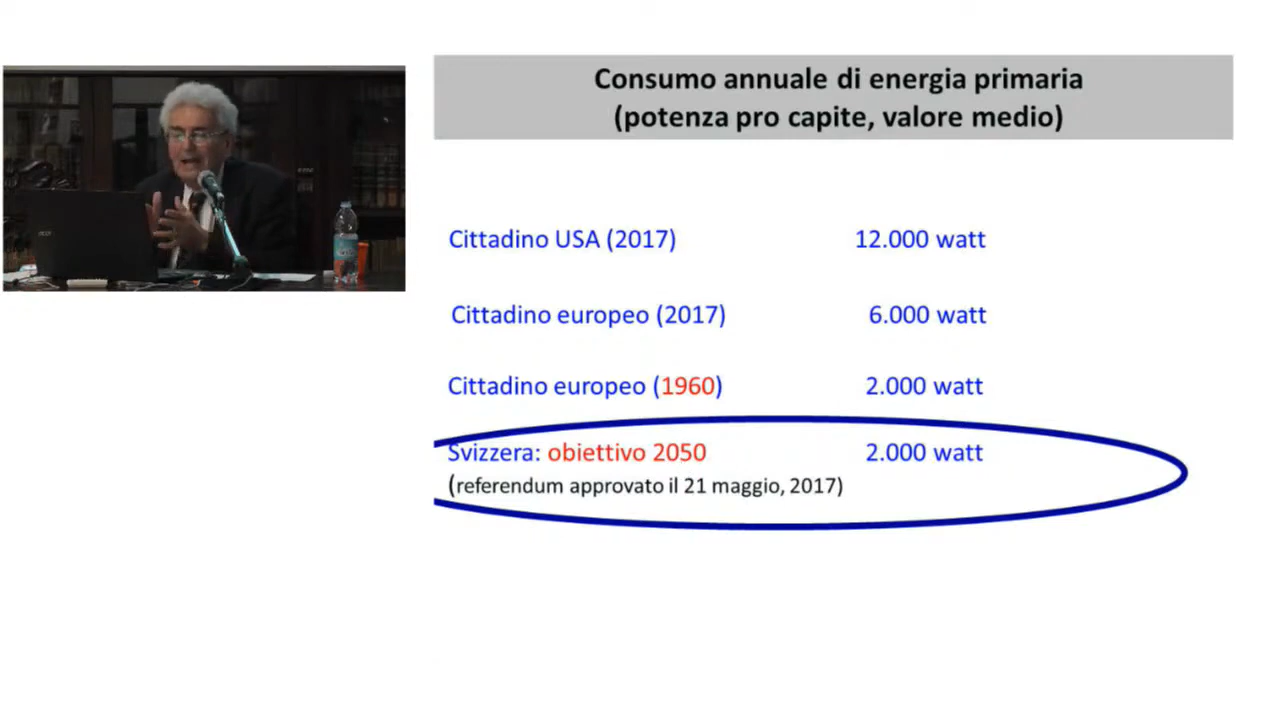 Consumo annuale di energia primaria
(potenza pro capite, valore medio)
Cittadino USA (2017) 12.000 watt
Cittadino europeo (2017) 6.000 watt
Cittadino europeo (1960) 2.000 watt
Svizzera: obiettivo 2050 2.000 watt
(referendum approvato il 21 maggio, 2017)
acer